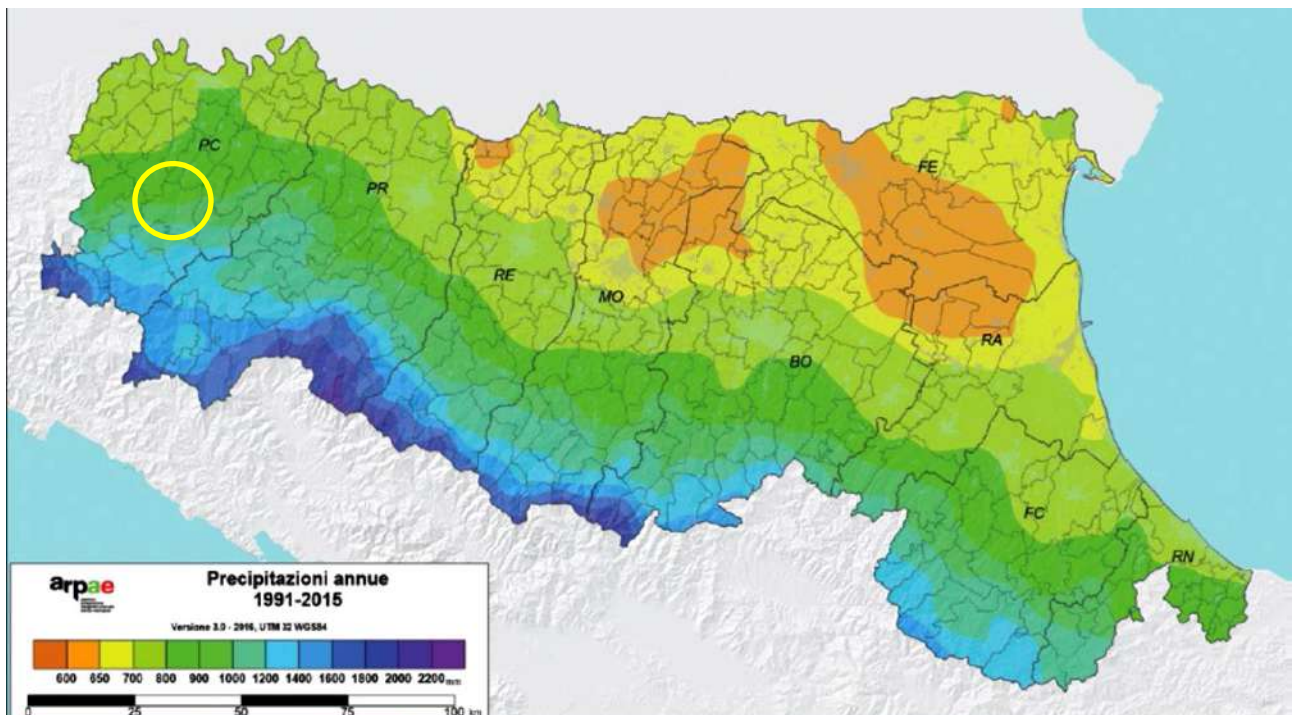 PC
FE
PR
RE
MO
RA
BO
FC
RN
arpae
Precipitazioni annue
1991-2015
Versione 3.0 - 2016, UTM 32 WGS84
600 650 700 800 900 1000 1200 1400 1600 1800 2000 2200 mm
0 25 50 75 100 km